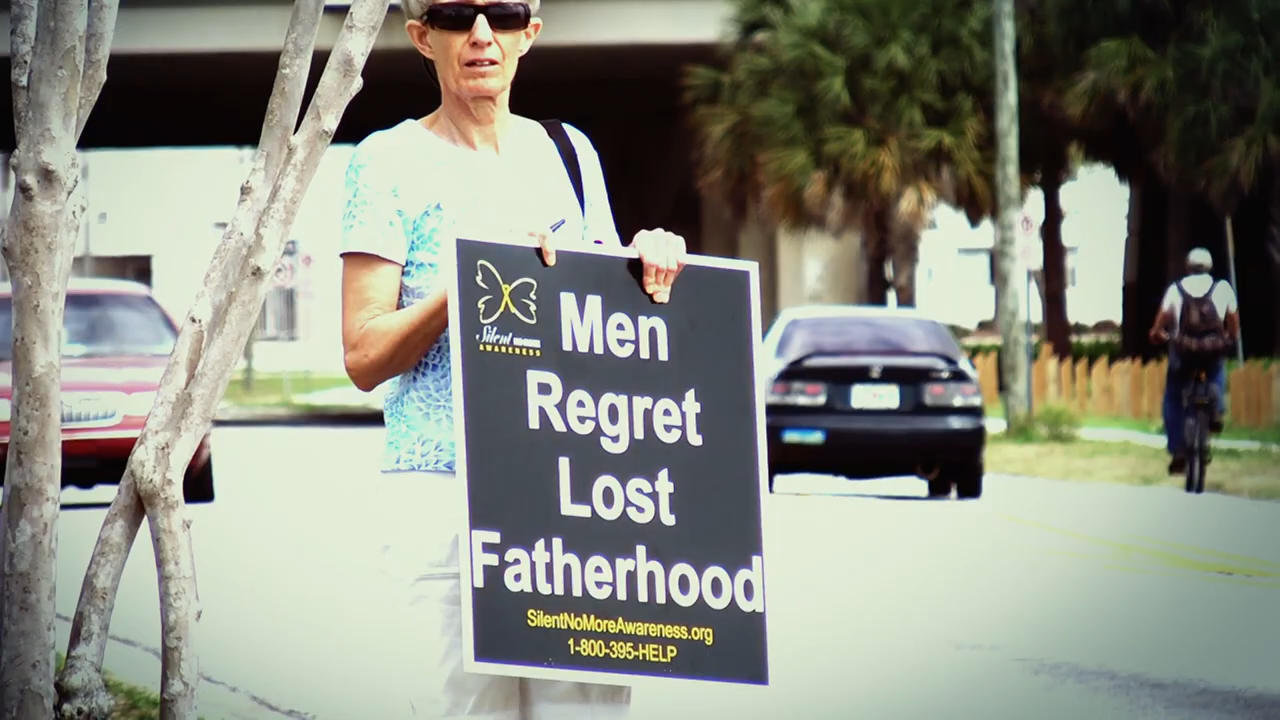 Silent
AWARENESS
Men
Regret
Lost
Fatherhood
SilentNoMoreAwareness.org
1-800-395-HELP